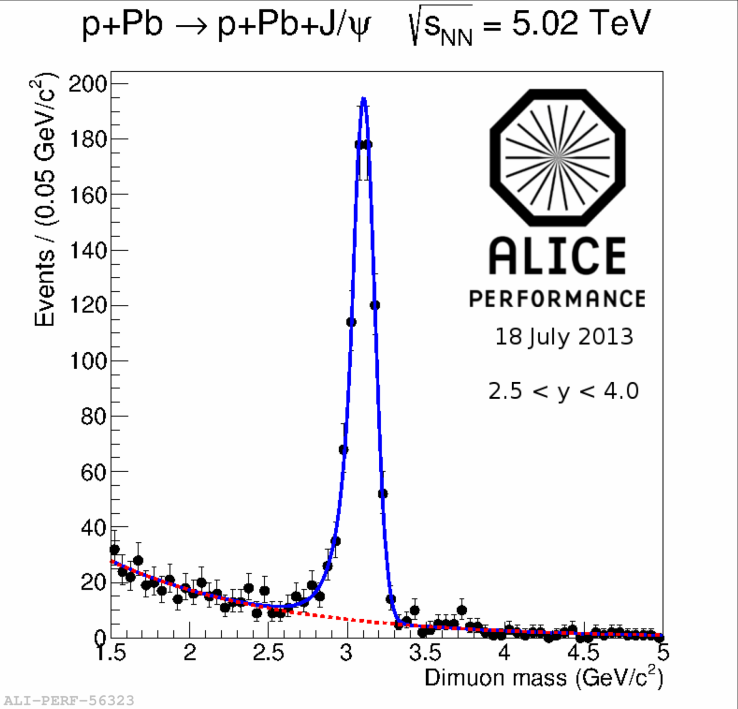 p+Pb → p+Pb+J/ψ √sNN = 5.02 TeV
Events / (0.05 GeV/c²)
200
180
160
140
120
100
80
60
40
20
0
ALICE
PERFORMANCE
18 July 2013
2.5 < y < 4.0
1.5 2 2.5 3 3.5 4 4.5 5
Dimuon mass (GeV/c²)
ALI-PERF-56323